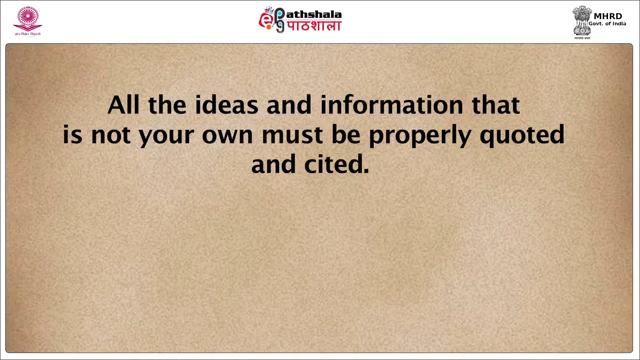 ePathshala
पाठशाला
MHRD
Govt. of India
All the ideas and information that
is not your own must be properly quoted
and cited.